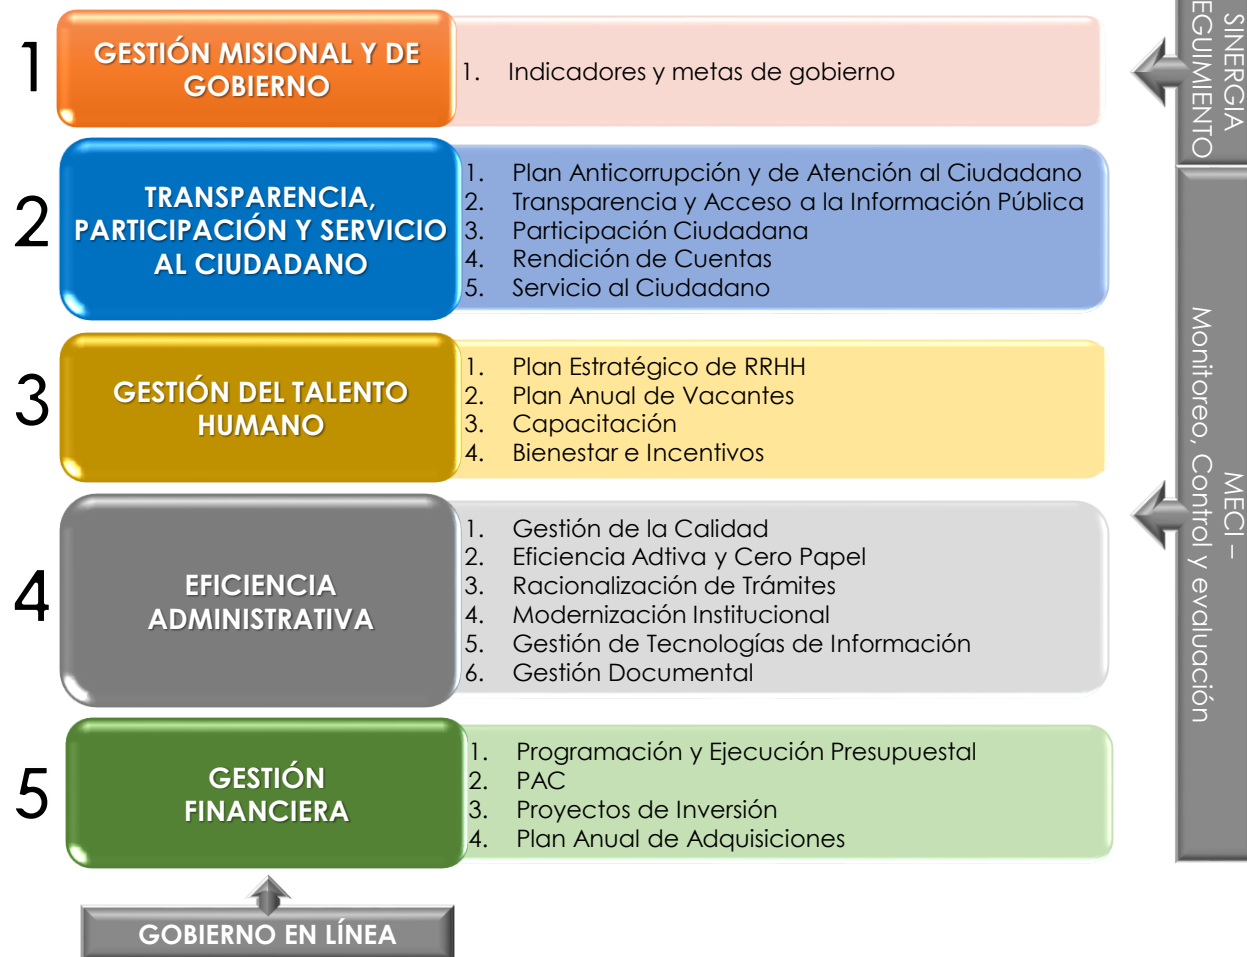 1
GESTIÓN MISIONAL Y DE
GOBIERNO
1. Indicadores y metas de gobierno
2
TRANSPARENCIA,
PARTICIPACIÓN Y SERVICIO
AL CIUDADANO
1. Plan Anticorrupción y de Atención al Ciudadano
2. Transparencia y Acceso a la Información Pública
3. Participación Ciudadana
4. Rendición de Cuentas
5. Servicio al Ciudadano
3
GESTIÓN DEL TALENTO
HUMANO
1. Plan Estratégico de RRHH
2. Plan Anual de Vacantes
3. Capacitación
4. Bienestar e Incentivos
4
EFICIENCIA
ADMINISTRATIVA
1. Gestión de la Calidad
2. Eficiencia Adtiva y Cero Papel
3. Racionalización de Trámites
4. Modernización Institucional
5. Gestión de Tecnologías de Información
6. Gestión Documental
5
GESTIÓN
FINANCIERA
1. Programación y Ejecución Presupuestal
2. PAC
3. Proyectos de Inversión
4. Plan Anual de Adquisiciones
GOBIERNO EN LÍNEA
SINERGIA
EGUIMIENTO
MECI –
Monitoreo, Control y evaluación